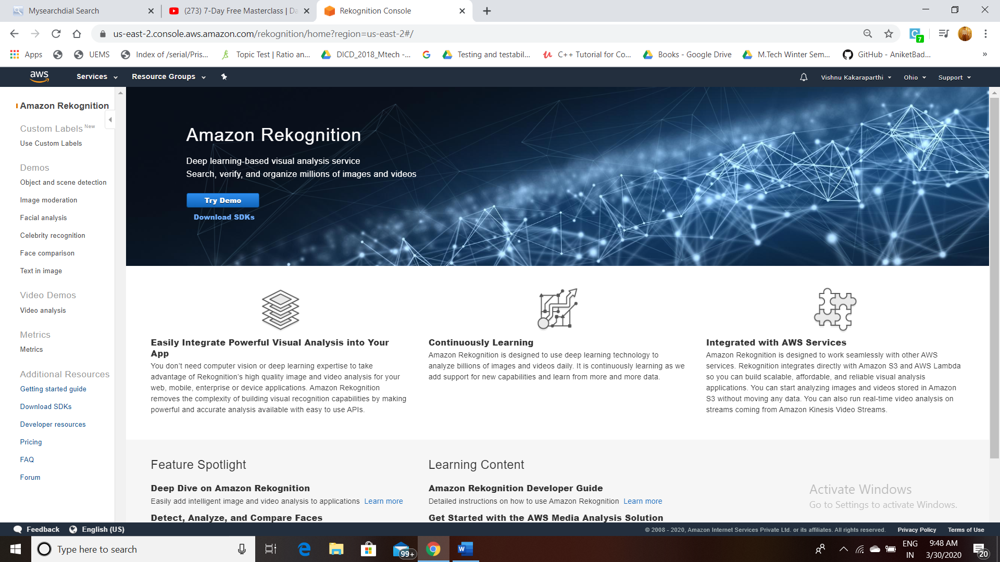 Mysearchdial Search
(273) 7-Day Free Masterclass | Da
Rekognition Console
us-east-2.console.aws.amazon.com/rekognition/home?region=us-east-2#/
7
Apps
UEMS
Index of /serial/Pris...
Topic Test | Ratio an...
DICD_2018_Mtech -...
Testing and testabil...
C++ Tutorial for Co...
Books - Google Drive
M.Tech Winter Sem...
GitHub - AniketBad...
»
aws
Services
Resource Groups
Vishnu Kakaraparthi
Ohio
Support
Amazon Rekognition
Custom Labels New
Use Custom Labels
Demos
Object and scene detection
Image moderation
Facial analysis
Celebrity recognition
Face comparison
Text in image
Video Demos
Video analysis
Metrics
Metrics
Additional Resources
Getting started guide
Download SDKs
Developer resources
Pricing
FAQ
Forum
Amazon Rekognition
Deep learning-based visual analysis service
Search, verify, and organize millions of images and videos
Try Demo
Download SDKs
Easily Integrate Powerful Visual Analysis into Your
App
You don't need computer vision or deep learning expertise to take
advantage of Rekognition's high quality image and video analysis for your
web, mobile, enterprise or device applications. Amazon Rekognition
removes the complexity of building visual recognition capabilities by making
powerful and accurate analysis available with easy to use APIs.
Continuously Learning
Amazon Rekognition is designed to use deep learning technology to
analyze billions of images and videos daily. It is continuously learning as we
add support for new capabilities and learn from more and more data.
Integrated with AWS Services
Amazon Rekognition is designed to work seamlessly with other AWS
services. Rekognition integrates directly with Amazon S3 and AWS Lambda
so you can build scalable, affordable, and reliable visual analysis
applications. You can start analyzing images and videos stored in Amazon
S3 without moving any data. You can also run real-time video analysis on
streams coming from Amazon Kinesis Video Streams.
Feature Spotlight
Deep Dive on Amazon Rekognition
Easily add intelligent image and video analysis to applications Learn more
Detect, Analyze, and Compare Faces
Learning Content
Amazon Rekognition Developer Guide
Detailed instructions on how to use Amazon Rekognition Learn more
Get Started with the AWS Media Analysis Solution
Activate Windows
Go to Settings to activate Windows.
Feedback
English (US)
© 2008 - 2020, Amazon Internet Services Private Ltd. or its affiliates. All rights reserved.
Privacy Policy
Terms of Use
Type here to search
99+
ENG
IN
9:48 AM
3/30/2020
20